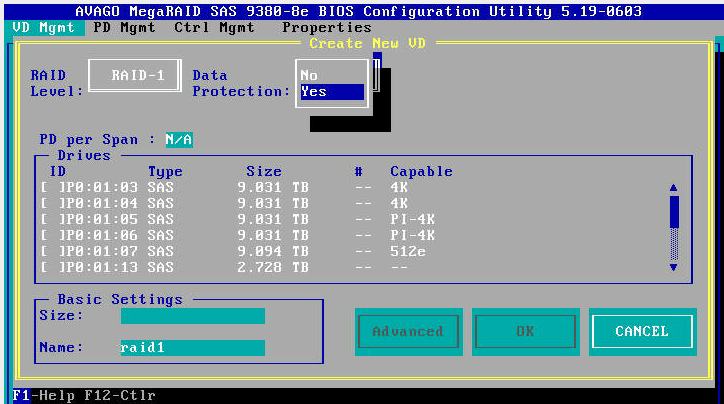 AVAGO MegaRAID SAS 9380-8e BIOS Configuration Utility 5.19-0603
VD Mgmt PD Mgmt Ctrl Mgmt Properties
Create New VD
RAID Level: RAID-1 Data Protection: No
Yes
PD per Span : N/A
Drives
ID Type Size # Capable
[ ]P0:01:03 SAS 9.031 TB -- 4K
[ ]P0:01:04 SAS 9.031 TB -- 4K
[ ]P0:01:05 SAS 9.031 TB -- PI-4K
[ ]P0:01:06 SAS 9.031 TB -- PI-4K
[ ]P0:01:07 SAS 9.094 TB -- 512e
[ ]P0:01:13 SAS 2.728 TB -- --
Basic Settings
Size:
Name: raid1
Advanced OK CANCEL
F1-Help F12-Ctlr